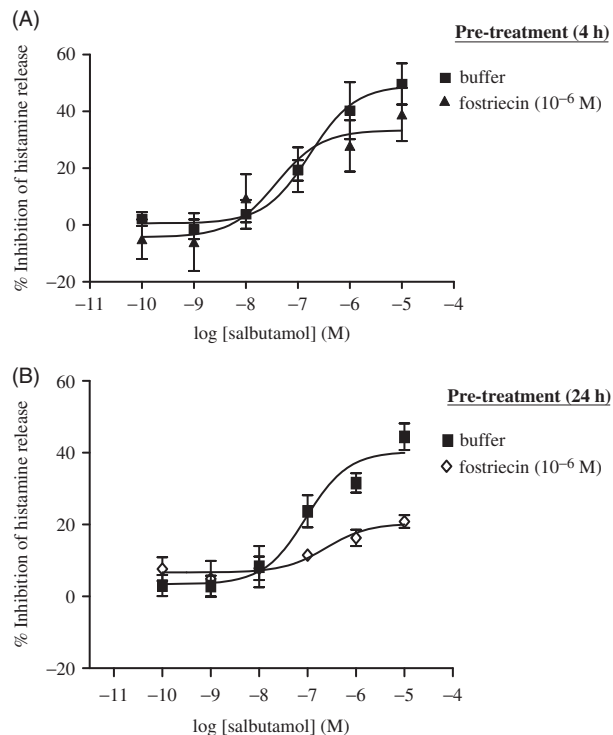 (A)
Pre-treatment (4 h)
buffer
fostriecin (10⁻⁶ M)
% Inhibition of histamine release
60
40
20
0
−20
−11 −10 −9 −8 −7 −6 −5 −4
log [salbutamol] (M)
(B)
Pre-treatment (24 h)
buffer
fostriecin (10⁻⁶ M)
% Inhibition of histamine release
60
40
20
0
−20
−11 −10 −9 −8 −7 −6 −5 −4
log [salbutamol] (M)